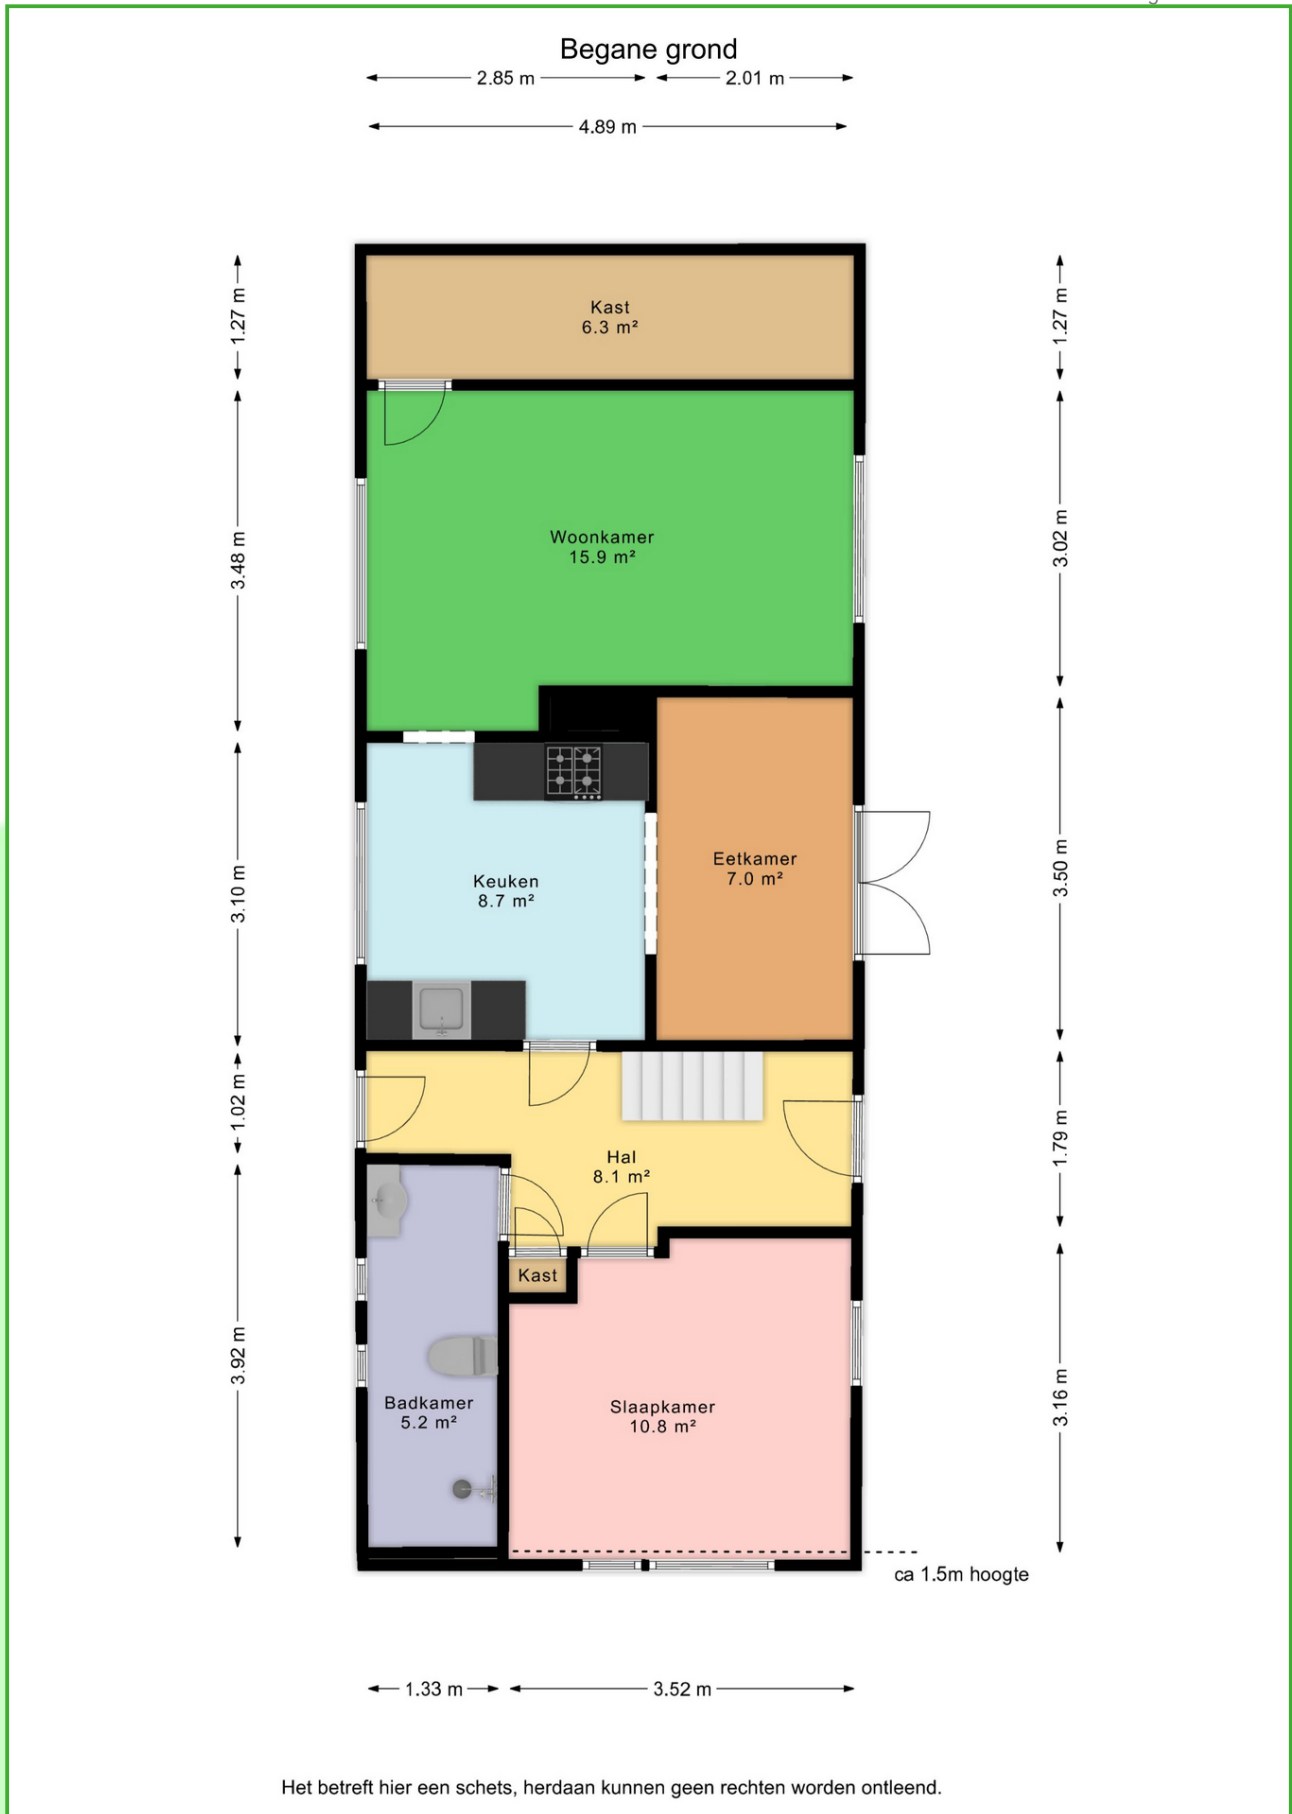 Begane grond
2.85 m
2.01 m
4.89 m
1.27 m
1.27 m
Kast
6.3 m²
3.48 m
3.02 m
Woonkamer
15.9 m²
3.10 m
3.50 m
Keuken
8.7 m²
Eetkamer
7.0 m²
1.02 m
1.79 m
Hal
8.1 m²
Kast
3.92 m
3.16 m
Badkamer
5.2 m²
Slaapkamer
10.8 m²
ca 1.5m hoogte
1.33 m
3.52 m
Het betreft hier een schets, herdaan kunnen geen rechten worden ontleend.